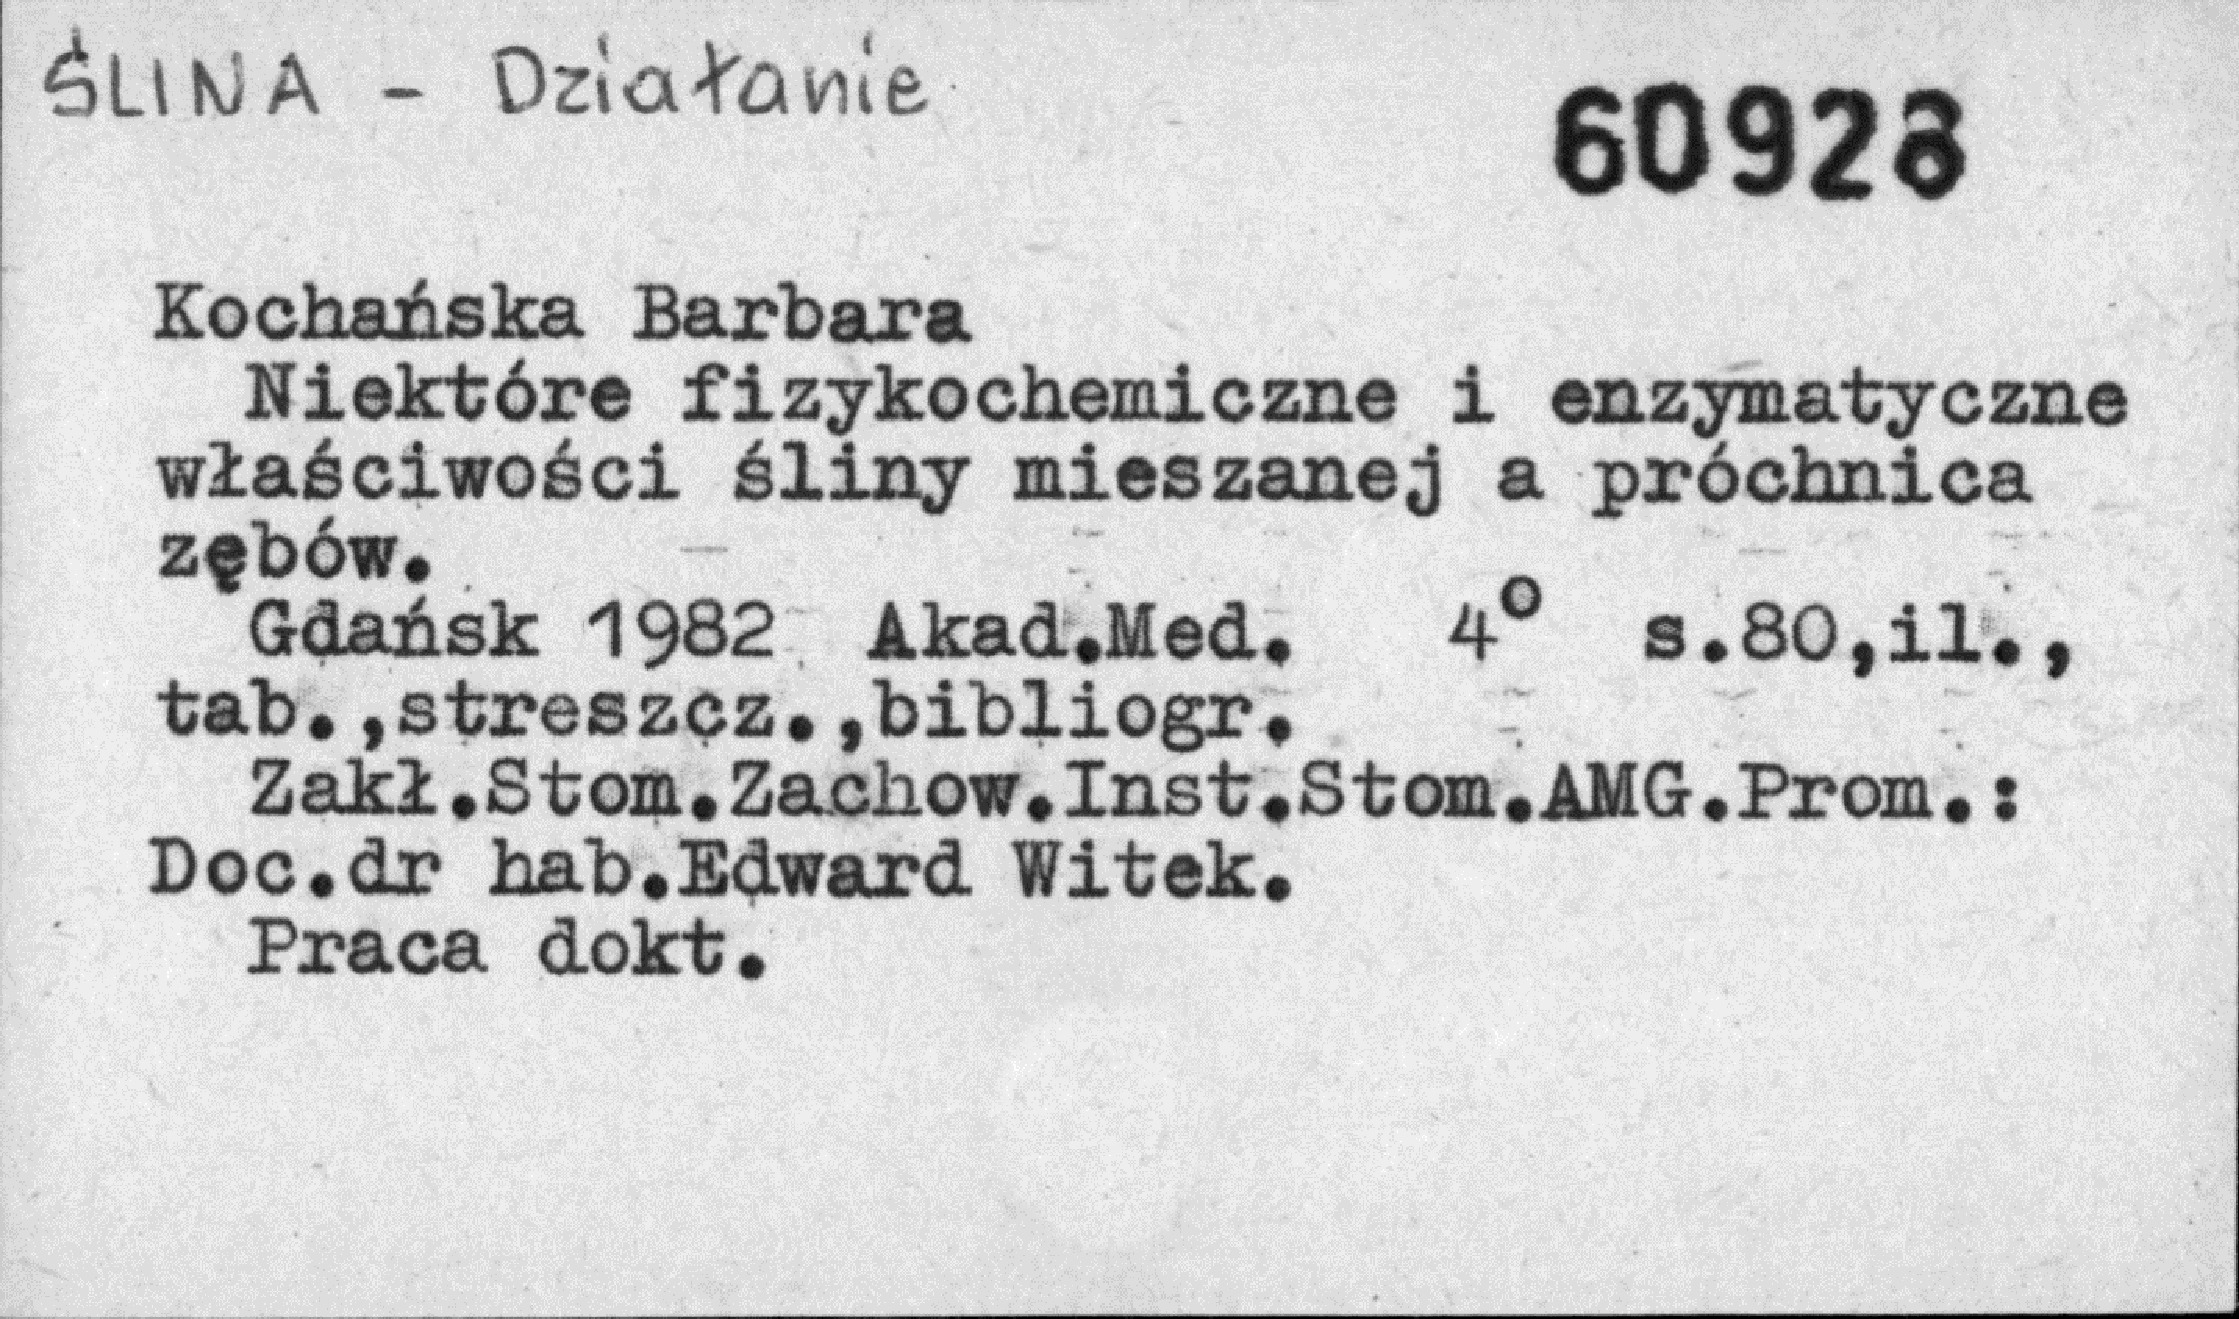 ŚLINA - Działanie
60928
Kochańska Barbara
Niektóre fizykochemiczne i enzymatyczne
właściwości śliny mieszanej a próchnica
zębów.
Gdańsk 1982 Akad.Med. 4° s.80,il.,
tab.,streszcz.,bibliogr.
Zakł.Stom.Zachow.Inst.Stom.AMG.Prom.:
Doc.dr hab.Edward Witek.
Praca dokt.